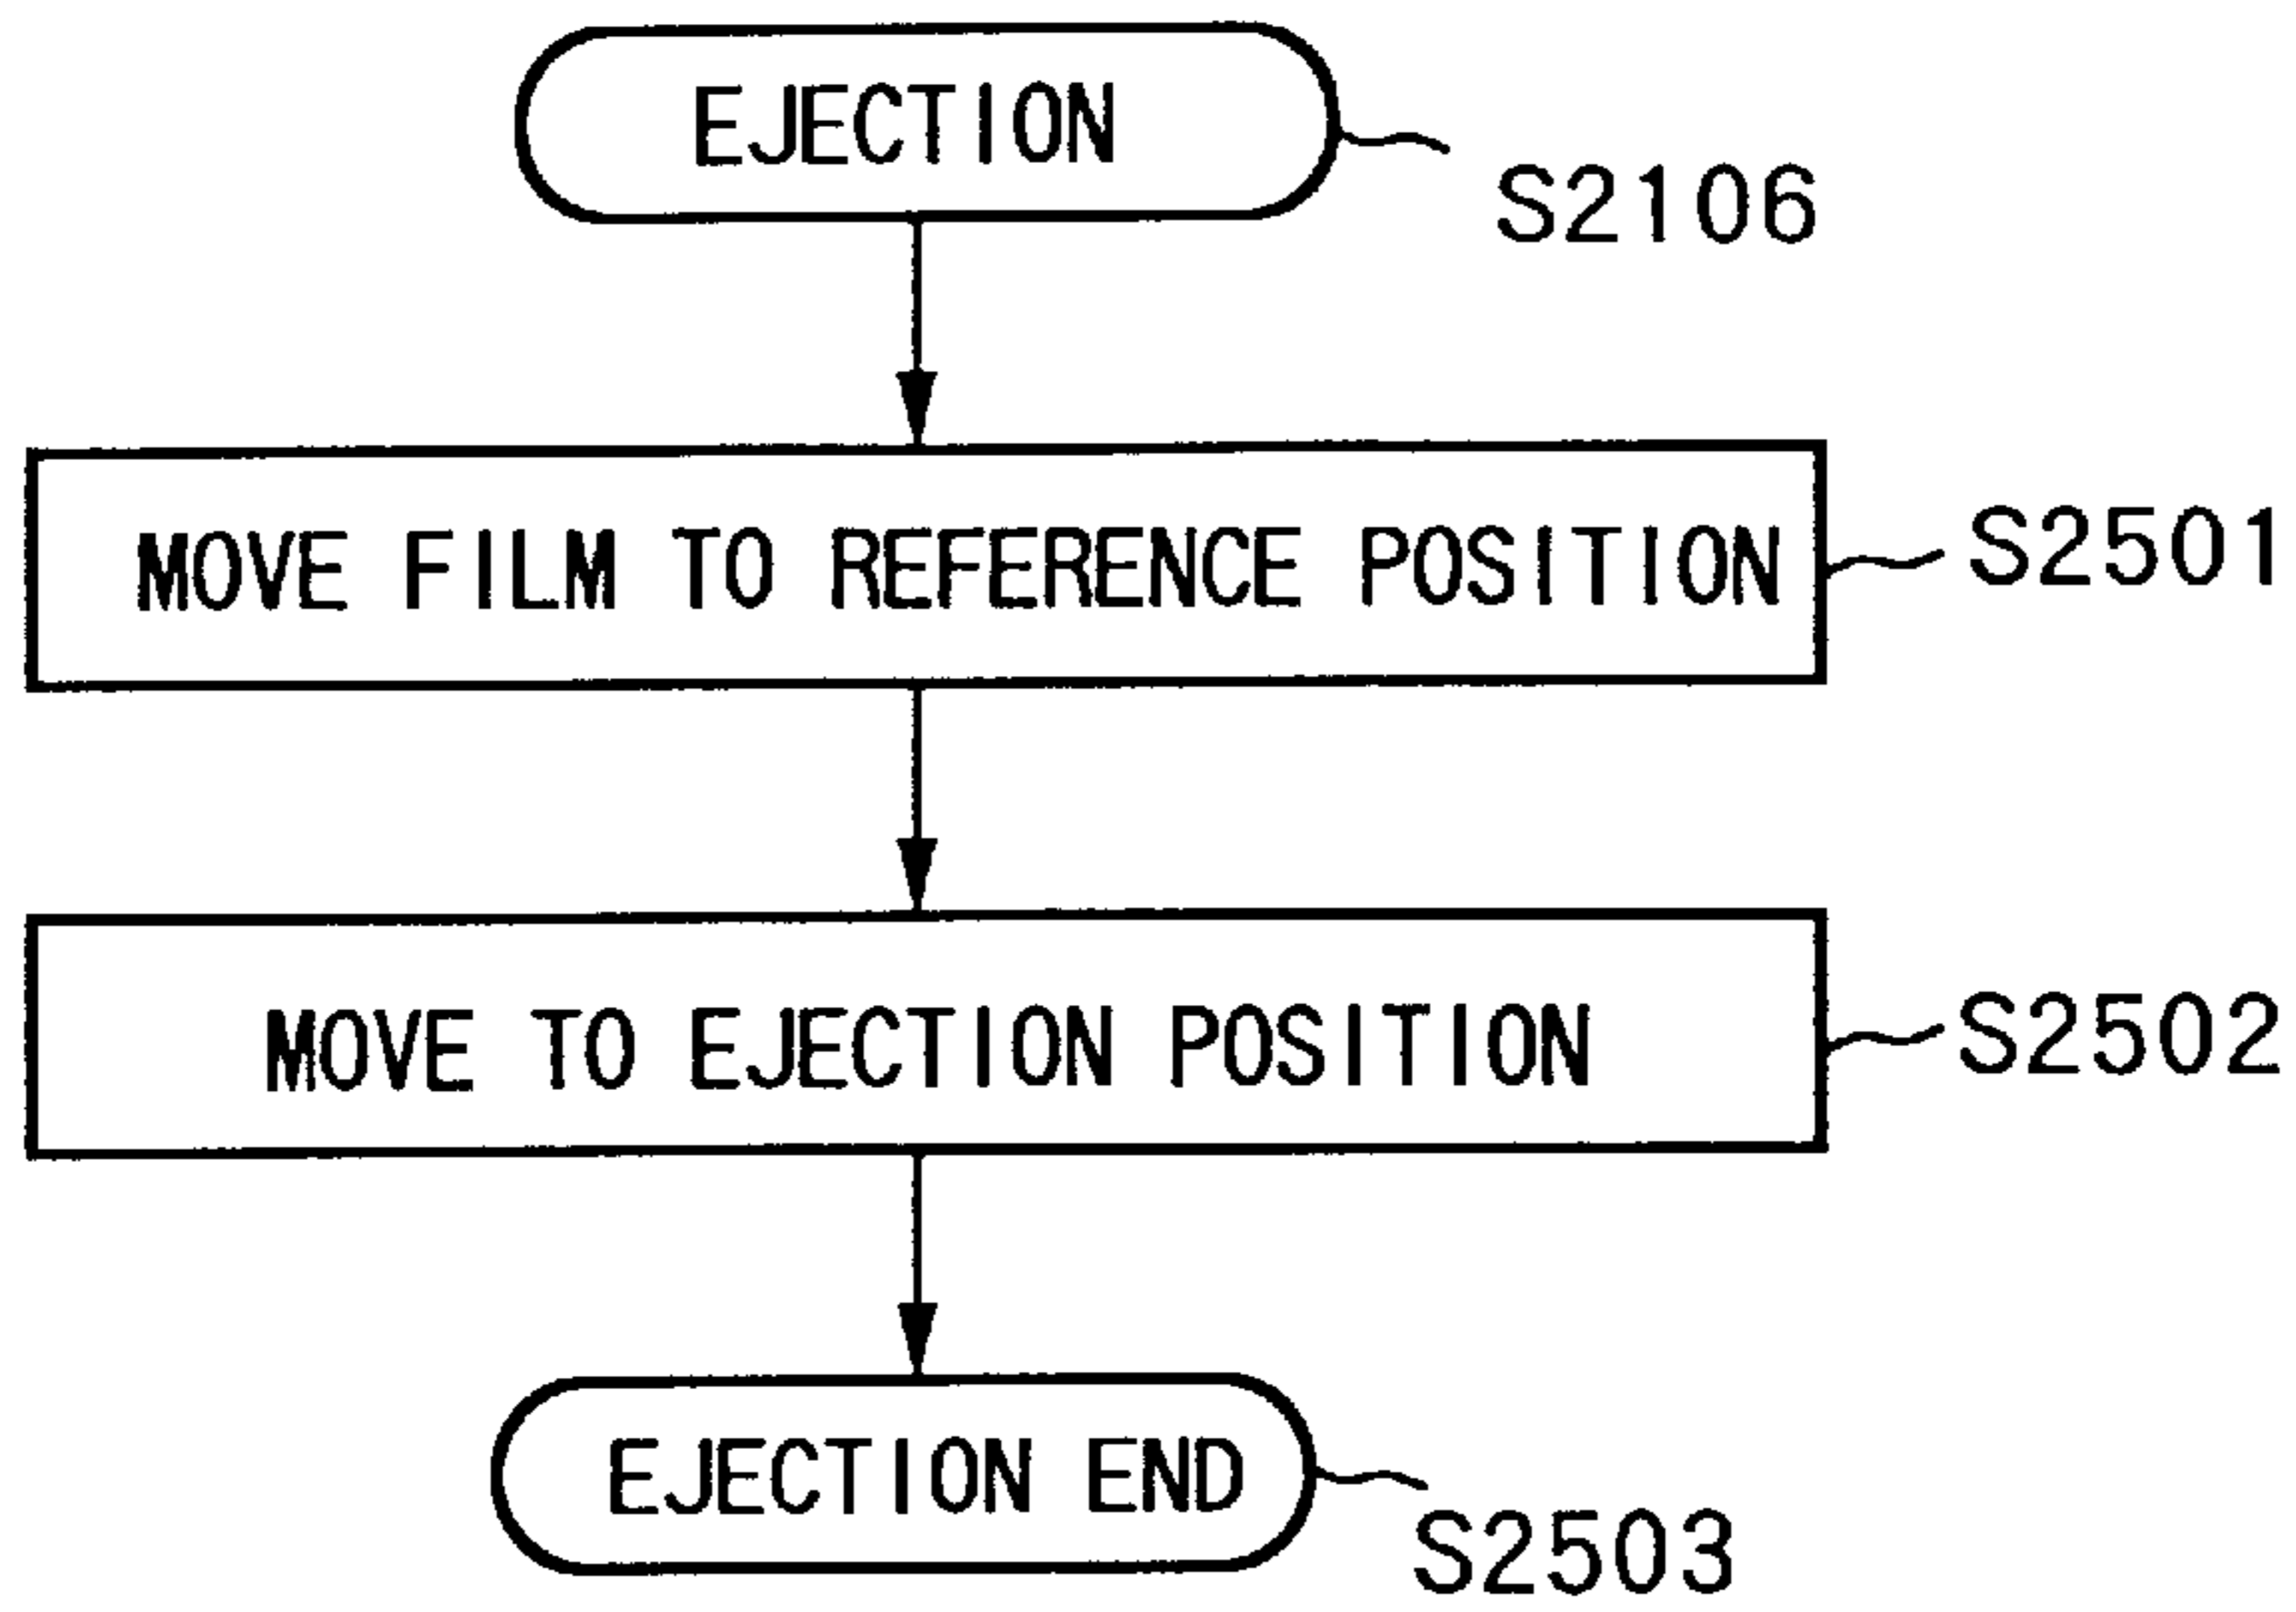 EJECTION
S2106
MOVE FILM TO REFERENCE POSITION
S2501
MOVE TO EJECTION POSITION
S2502
EJECTION END
S2503